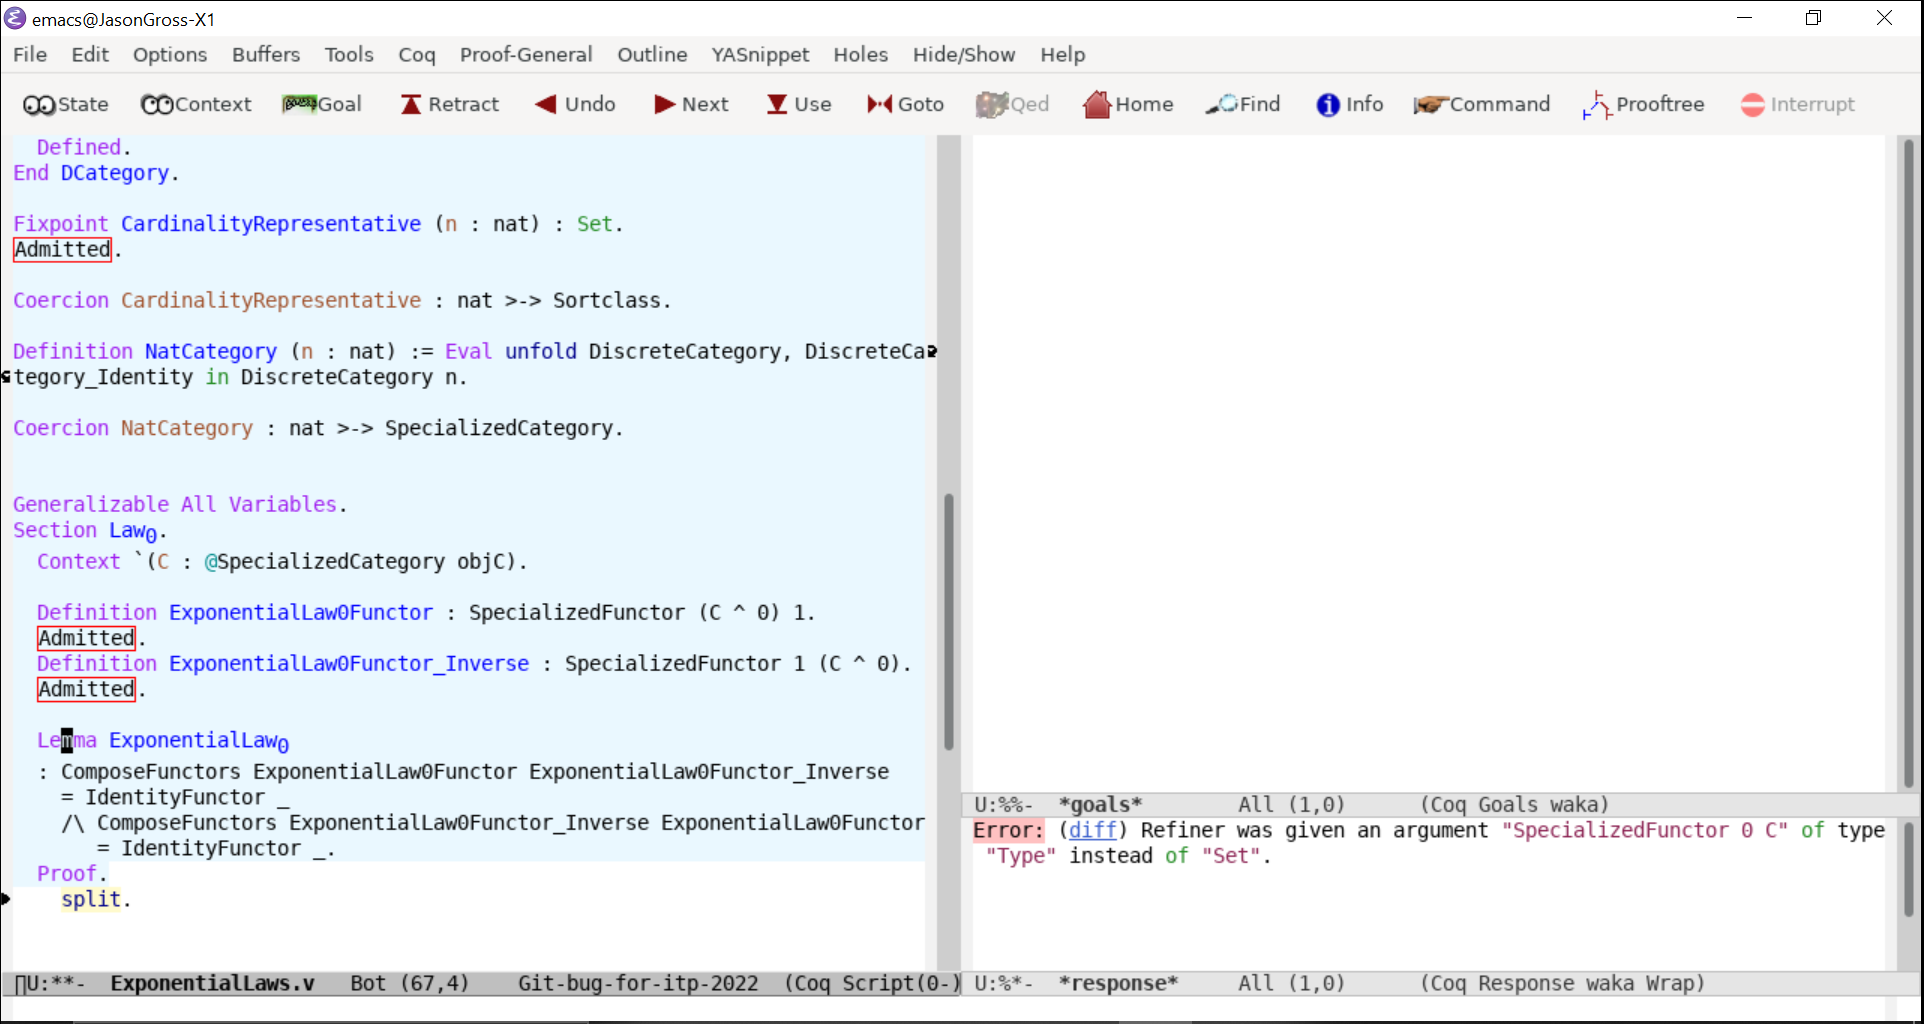 emacs@JasonGross-X1
File Edit Options Buffers Tools Coq Proof-General Outline YASnippet Holes Hide/Show Help
State Context Goal Retract Next Undo Use Goto Qed Home Find Info Command Prooftree Interrupt
Defined.
End DCategory.
Fixpoint CardinalityRepresentative (n : nat) : Set.
Admitted.
Coercion CardinalityRepresentative : nat >-> Sortclass.
Definition NatCategory (n : nat) := Eval unfold DiscreteCategory, DiscreteCa
tegory_Identity in DiscreteCategory n.
Coercion NatCategory : nat >-> SpecializedCategory.
Generalizable All Variables.
Section Law₀.
Context `(C : @SpecializedCategory objC).
Definition ExponentialLaw0Functor : SpecializedFunctor (C ^ 0) 1.
Admitted.
Definition ExponentialLaw0Functor_Inverse : SpecializedFunctor 1 (C ^ 0).
Admitted.
Lemma ExponentialLaw₀
: ComposeFunctors ExponentialLaw0Functor ExponentialLaw0Functor_Inverse
= IdentityFunctor _
/\ ComposeFunctors ExponentialLaw0Functor_Inverse ExponentialLaw0Functor
= IdentityFunctor _.
Proof.
split.
U:**- ExponentialLaws.v Bot (67,4) Git-bug-for-itp-2022 (Coq Script(0-)
U:%%- *goals* All (1,0) (Coq Goals waka)
Error: (diff) Refiner was given an argument "SpecializedFunctor 0 C" of type
"Type" instead of "Set".
U:%*- *response* All (1,0) (Coq Response waka Wrap)